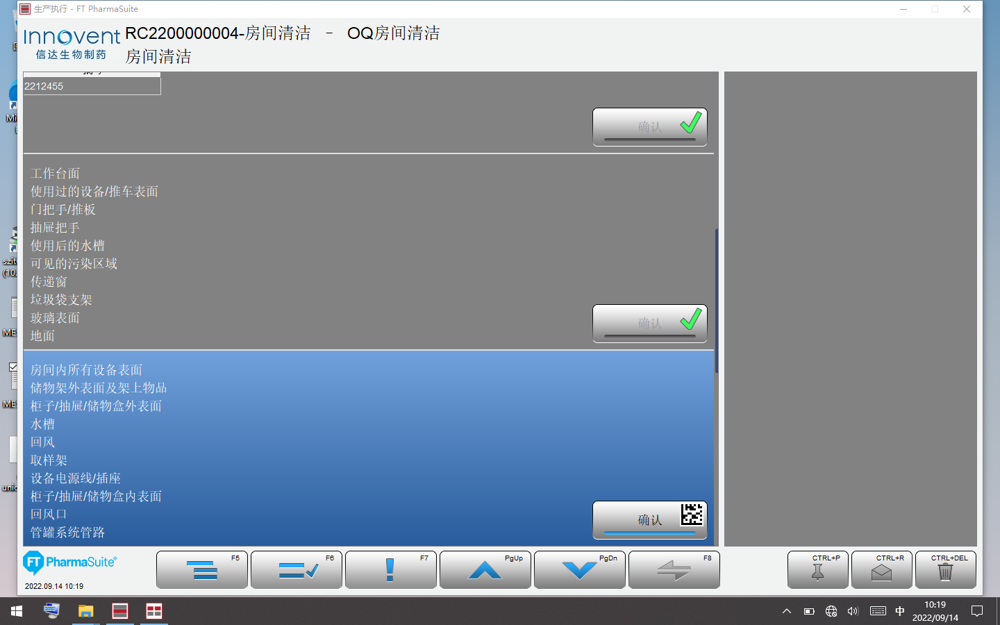 生产执行 - FT PharmaSuite
Innovent
信达生物制药
RC2200000004-房间清洁 - OQ房间清洁
房间清洁
2212455
确认
工作台面
使用过的设备/推车表面
门把手/推板
抽屉把手
使用后的水槽
可见的污染区域
传递窗
垃圾袋支架
玻璃表面
地面
确认
房间内所有设备表面
储物架外表面及架上物品
柜子/抽屉/储物盒外表面
水槽
回风
取样架
设备电源线/插座
柜子/抽屉/储物盒内表面
回风口
管罐系统管路
确认
FT PharmaSuite®
2022.09.14 10:19
F5
F6
F7
PgUp
PgDn
F8
CTRL+P
CTRL+R
CTRL+DEL
szit
(10.
unic
中
10:19
2022/09/14